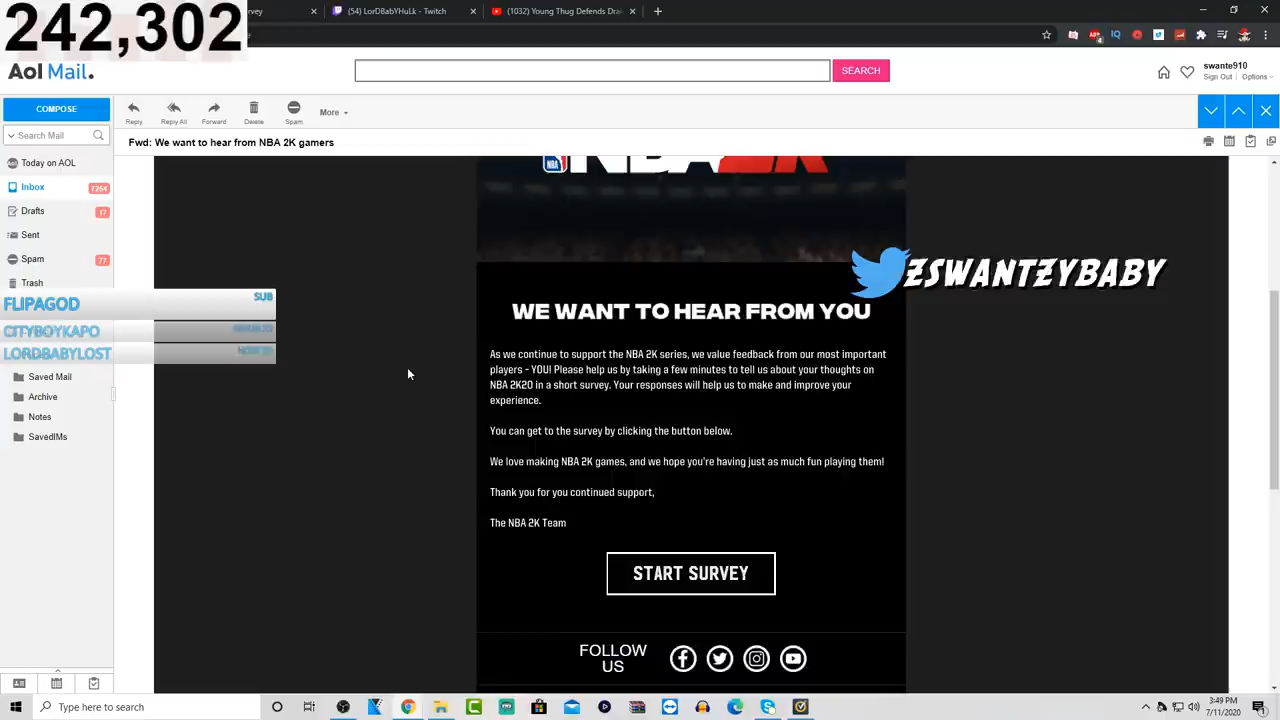 242,302
rvey
(54) LorDBabYHuLk - Twitch
(1032) Young Thug Defends Dra
Aol Mail.
SEARCH
swante910
Sign Out
Options
COMPOSE
Reply
Reply All
Forward
Delete
Spam
More
Search Mail
Fwd: We want to hear from NBA 2K gamers
Today on AOL
Inbox
7254
Drafts
17
Sent
Spam
77
Trash
FLIPAGOD
SUB
CITYBOYKAPO
LORDBABYLOST
Saved Mail
Archive
Notes
SavedIMs
NBA
NBA2K
ZSWANTZYBABY
WE WANT TO HEAR FROM YOU
As we continue to support the NBA 2K series, we value feedback from our most important
players - YOU! Please help us by taking a few minutes to tell us about your thoughts on
NBA 2K20 in a short survey. Your responses will help us to make and improve your
experience.
You can get to the survey by clicking the button below.
We love making NBA 2K games, and we hope you're having just as much fun playing them!
Thank you for you continued support,
The NBA 2K Team
START SURVEY
FOLLOW
US
Type here to search
3:49 PM
7/11/2020